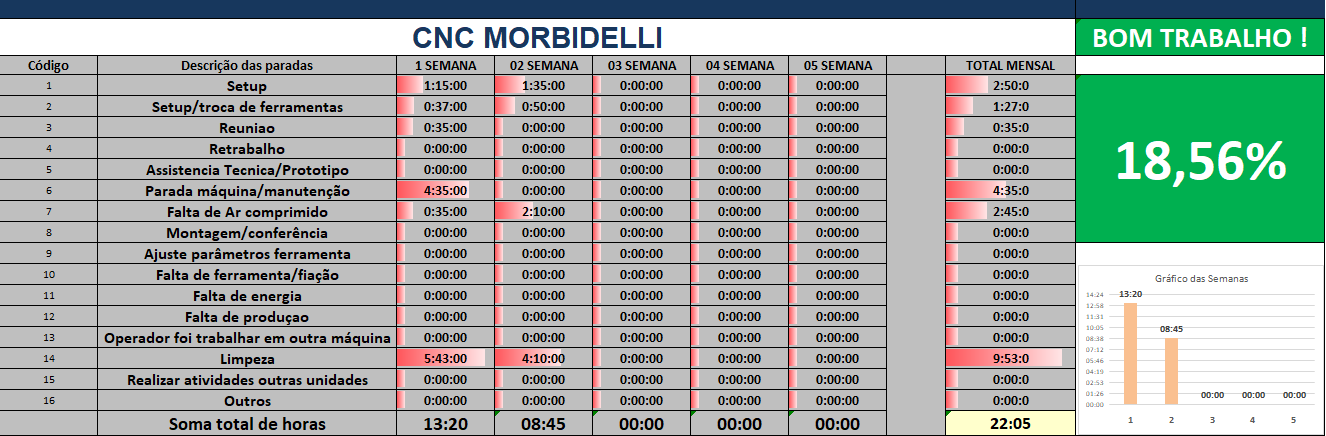 CNC MORBIDELLI
BOM TRABALHO !
Código Descrição das paradas 1 SEMANA 02 SEMANA 03 SEMANA 04 SEMANA 05 SEMANA TOTAL MENSAL
1 Setup 1:15:00 1:35:00 0:00:00 0:00:00 0:00:00 2:50:0
2 Setup/troca de ferramentas 0:37:00 0:50:00 0:00:00 0:00:00 0:00:00 1:27:0
3 Reuniao 0:35:00 0:00:00 0:00:00 0:00:00 0:00:00 0:35:0
4 Retrabalho 0:00:00 0:00:00 0:00:00 0:00:00 0:00:00 0:00:0
5 Assistencia Tecnica/Prototipo 0:00:00 0:00:00 0:00:00 0:00:00 0:00:00 0:00:0
6 Parada máquina/manutenção 4:35:00 0:00:00 0:00:00 0:00:00 0:00:00 4:35:0
7 Falta de Ar comprimido 0:35:00 2:10:00 0:00:00 0:00:00 0:00:00 2:45:0
8 Montagem/conferência 0:00:00 0:00:00 0:00:00 0:00:00 0:00:00 0:00:0
9 Ajuste parâmetros ferramenta 0:00:00 0:00:00 0:00:00 0:00:00 0:00:00 0:00:0
10 Falta de ferramenta/fiação 0:00:00 0:00:00 0:00:00 0:00:00 0:00:00 0:00:0
11 Falta de energia 0:00:00 0:00:00 0:00:00 0:00:00 0:00:00 0:00:0
12 Falta de produçao 0:00:00 0:00:00 0:00:00 0:00:00 0:00:00 0:00:0
13 Operador foi trabalhar em outra máquina 0:00:00 0:00:00 0:00:00 0:00:00 0:00:00 0:00:0
14 Limpeza 5:43:00 4:10:00 0:00:00 0:00:00 0:00:00 9:53:0
15 Realizar atividades outras unidades 0:00:00 0:00:00 0:00:00 0:00:00 0:00:00 0:00:0
16 Outros 0:00:00 0:00:00 0:00:00 0:00:00 0:00:00 0:00:0
Soma total de horas 13:20 08:45 00:00 00:00 00:00 22:05
18,56%
Gráfico das Semanas
14:24
12:58
11:31
10:05
08:38
07:12
05:46
04:19
02:53
01:26
00:00
13:20
08:45
00:00 00:00 00:00
1 2 3 4 5